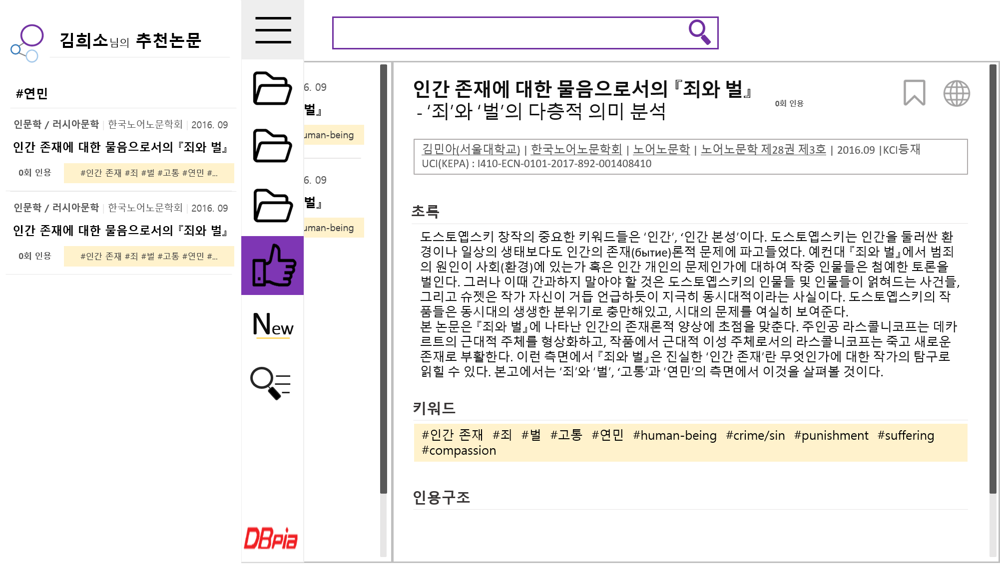 김희소님의 추천논문
#연민
인문학 / 러시아문학 | 한국노어노문학회 | 2016. 09
인간 존재에 대한 물음으로서의 『죄와 벌』
0회 인용
#인간 존재 #죄 #벌 #고통 #연민 #...
인문학 / 러시아문학 | 한국노어노문학회 | 2016. 09
인간 존재에 대한 물음으로서의 『죄와 벌』
0회 인용
#인간 존재 #죄 #벌 #고통 #연민 #...
New
DBpia
6. 09
벌』
uman-being
6. 09
벌』
uman-being
인간 존재에 대한 물음으로서의 『죄와 벌』
- ‘죄’와 ‘벌’의 다층적 의미 분석
0회 인용
김민아(서울대학교) | 한국노어노문학회 | 노어노문학 | 노어노문학 제28권 제3호 | 2016.09 |KCI등재
UCI(KEPA) : I410-ECN-0101-2017-892-001408410
초록
도스토옙스키 창작의 중요한 키워드들은 ‘인간’, ‘인간 본성’이다. 도스토옙스키는 인간을 둘러싼 환
경이나 일상의 생태보다도 인간의 존재(бытие)론적 문제에 파고들었다. 예컨대 『죄와 벌』에서 범죄
의 원인이 사회(환경)에 있는가 혹은 인간 개인의 문제인가에 대하여 작중 인물들은 첨예한 토론을
벌인다. 그러나 이때 간과하지 말아야 할 것은 도스토옙스키의 인물들 및 인물들이 얽혀드는 사건들,
그리고 슈젯은 작가 자신이 거듭 언급하듯이 지극히 동시대적이라는 사실이다. 도스토옙스키의 작
품들은 동시대의 생생한 분위기로 충만해있고, 시대의 문제를 여실히 보여준다.
본 논문은 『죄와 벌』에 나타난 인간의 존재론적 양상에 초점을 맞춘다. 주인공 라스콜니코프는 데카
르트의 근대적 주체를 형상화하고, 작품에서 근대적 이성 주체로서의 라스콜니코프는 죽고 새로운
존재로 부활한다. 이런 측면에서 『죄와 벌』은 진실한 ‘인간 존재’란 무엇인가에 대한 작가의 탐구로
읽힐 수 있다. 본고에서는 ‘죄’와 ‘벌’, ‘고통’과 ‘연민’의 측면에서 이것을 살펴볼 것이다.
키워드
#인간 존재 #죄 #벌 #고통 #연민 #human-being #crime/sin #punishment #suffering
#compassion
인용구조